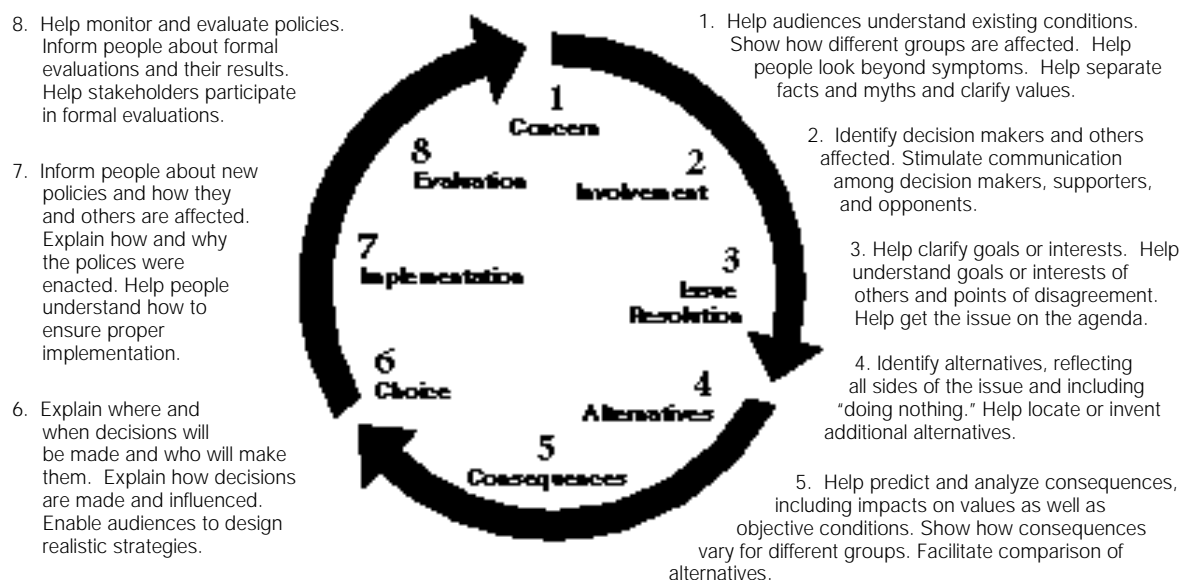 8. Help monitor and evaluate policies.
Inform people about formal
evaluations and their results.
Help stakeholders participate
in formal evaluations.
7. Inform people about new
policies and how they
and others are affected.
Explain how and why
the polices were
enacted. Help people
understand how to
ensure proper
implementation.
6. Explain where and
when decisions will
be made and who will make
them. Explain how decisions
are made and influenced.
Enable audiences to design
realistic strategies.
1
Concern
2
Involvement
3
Issue
Resolution
4
Alternatives
5
Consequences
6
Choice
7
Implementation
8
Evaluation
1. Help audiences understand existing conditions.
Show how different groups are affected. Help
people look beyond symptoms. Help separate
facts and myths and clarify values.
2. Identify decision makers and others
affected. Stimulate communication
among decision makers, supporters,
and opponents.
3. Help clarify goals or interests. Help
understand goals or interests of
others and points of disagreement.
Help get the issue on the agenda.
4. Identify alternatives, reflecting
all sides of the issue and including
“doing nothing.” Help locate or invent
additional alternatives.
5. Help predict and analyze consequences,
including impacts on values as well as
objective conditions. Show how consequences
vary for different groups. Facilitate comparison of
alternatives.